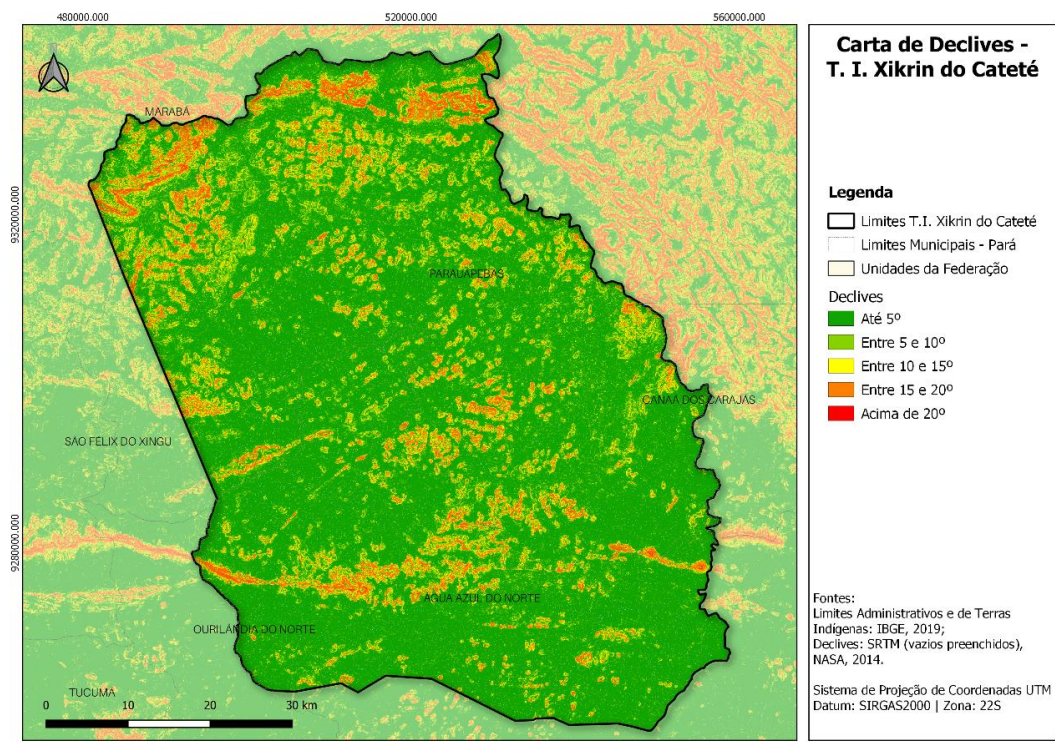 480000.000
520000.000
560000.000
9320000.000
9280000.000
MARABÁ
PARAUAPEBAS
CANAÃ DOS CARAJÁS
SÃO FÉLIX DO XINGU
ÁGUA AZUL DO NORTE
OURILÂNDIA DO NORTE
TUCUMÃ
0 10 20 30 km
Carta de Declives -
T. I. Xikrin do Cateté
Legenda
Limites T.I. Xikrin do Cateté
Limites Municipais - Pará
Unidades da Federação
Declives
Até 5º
Entre 5 e 10º
Entre 10 e 15º
Entre 15 e 20º
Acima de 20º
Fontes:
Limites Administrativos e de Terras
Indígenas: IBGE, 2019;
Declives: SRTM (vazios preenchidos),
NASA, 2014.
Sistema de Projeção de Coordenadas UTM
Datum: SIRGAS2000 | Zona: 22S